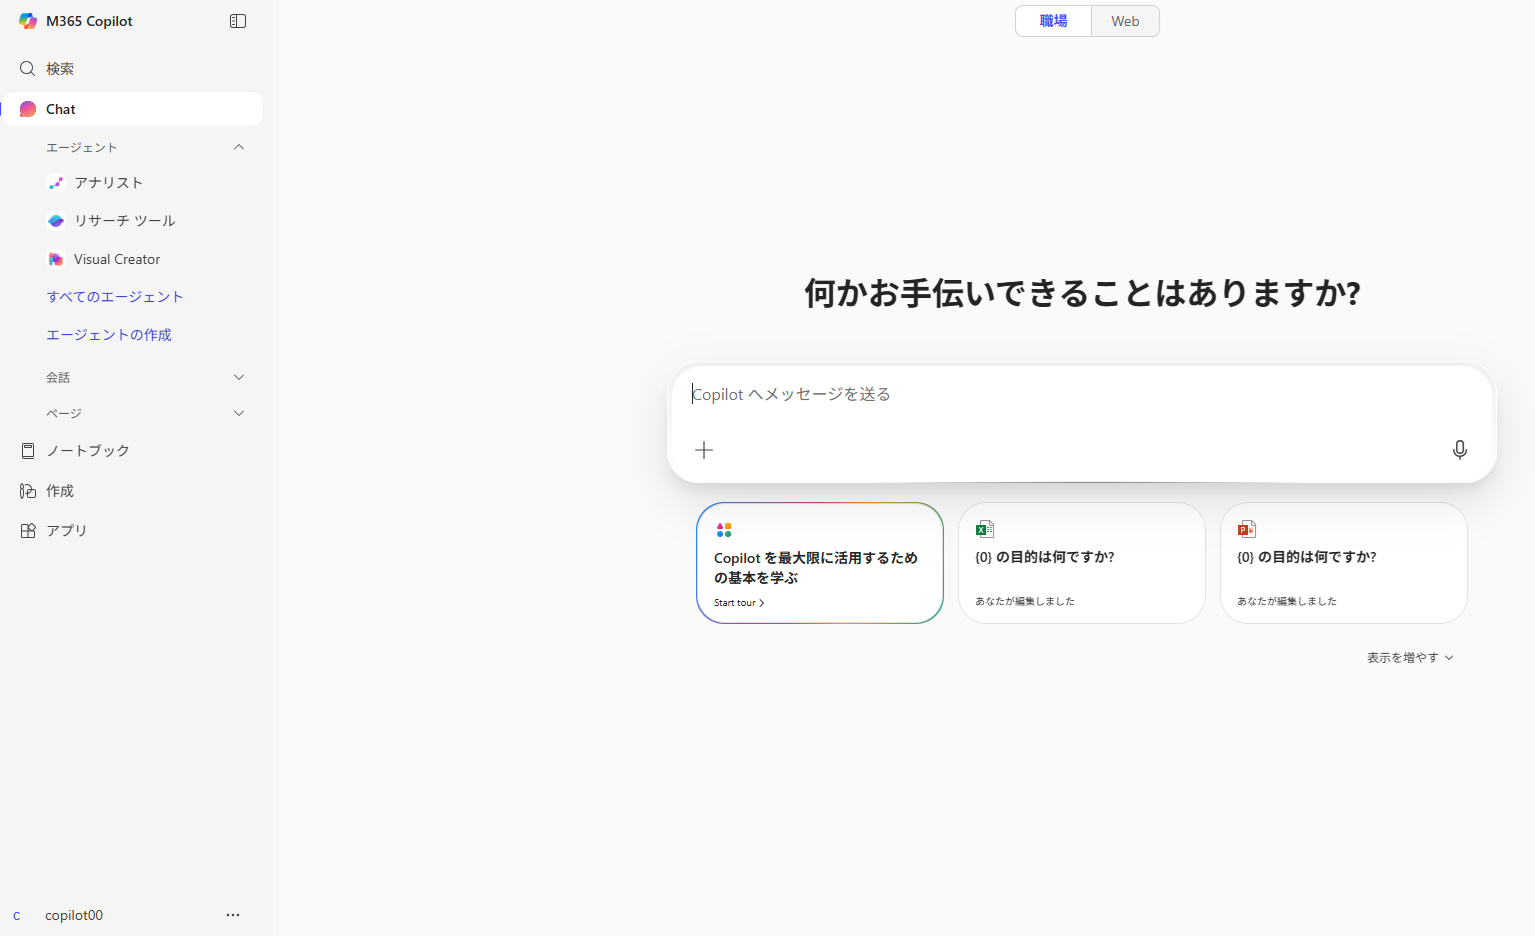 M365 Copilot
検索
Chat
エージェント
アナリスト
リサーチ ツール
Visual Creator
すべてのエージェント
エージェントの作成
会話
ページ
ノートブック
作成
アプリ
C copilot00
職場 Web
何かお手伝いできることはありますか?
Copilot へメッセージを送る
Copilot を最大限に活用するため
の基本を学ぶ
Start tour
{0} の目的は何ですか?
あなたが編集しました
{0} の目的は何ですか?
あなたが編集しました
表示を増やす